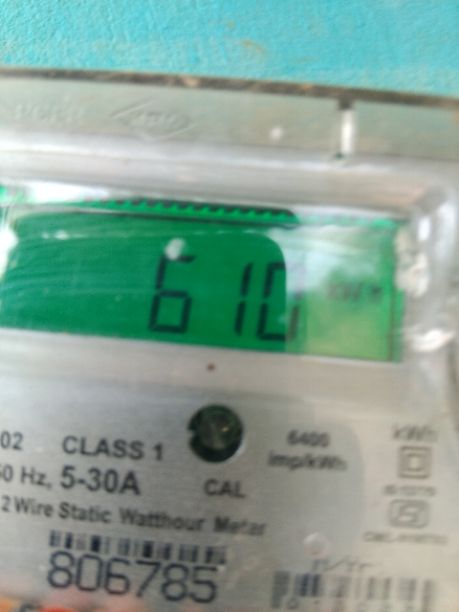 610 kWh
02 CLASS 1 6400 kWh
50 Hz, 5-30A imp/kWh
CAL
2 Wire Static Watthour Meter
806785